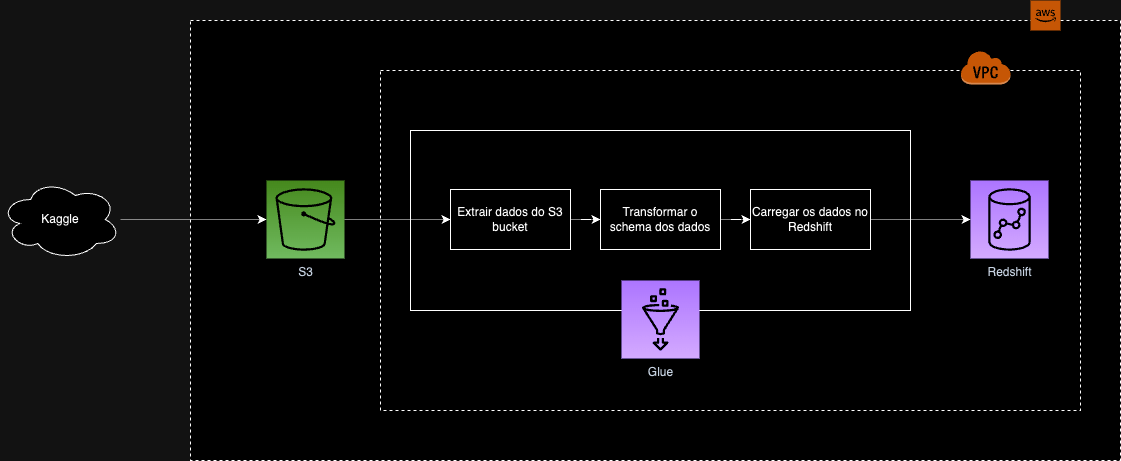 aws
VPC
Kaggle
Extrair dados do S3
bucket
Transformar o
schema dos dados
Carregar os dados no
Redshift
S3
Redshift
Glue